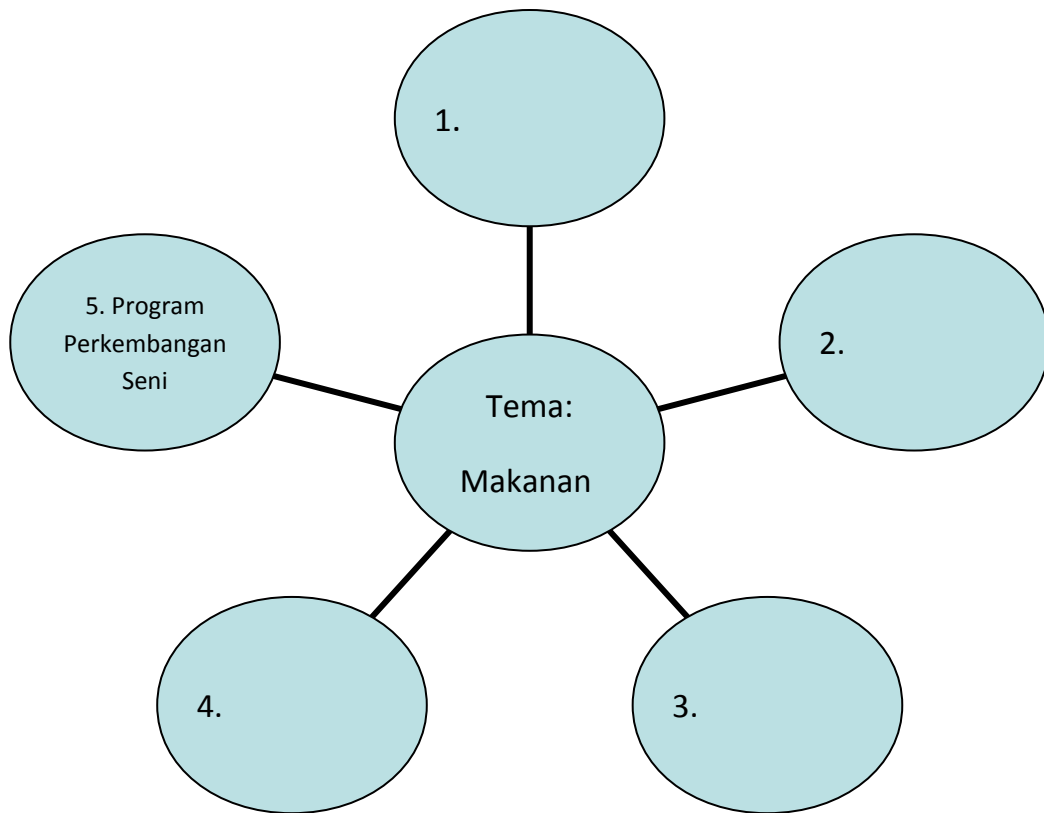 1.
5. Program
Perkembangan
Seni
2.
Tema:
Makanan
4.
3.